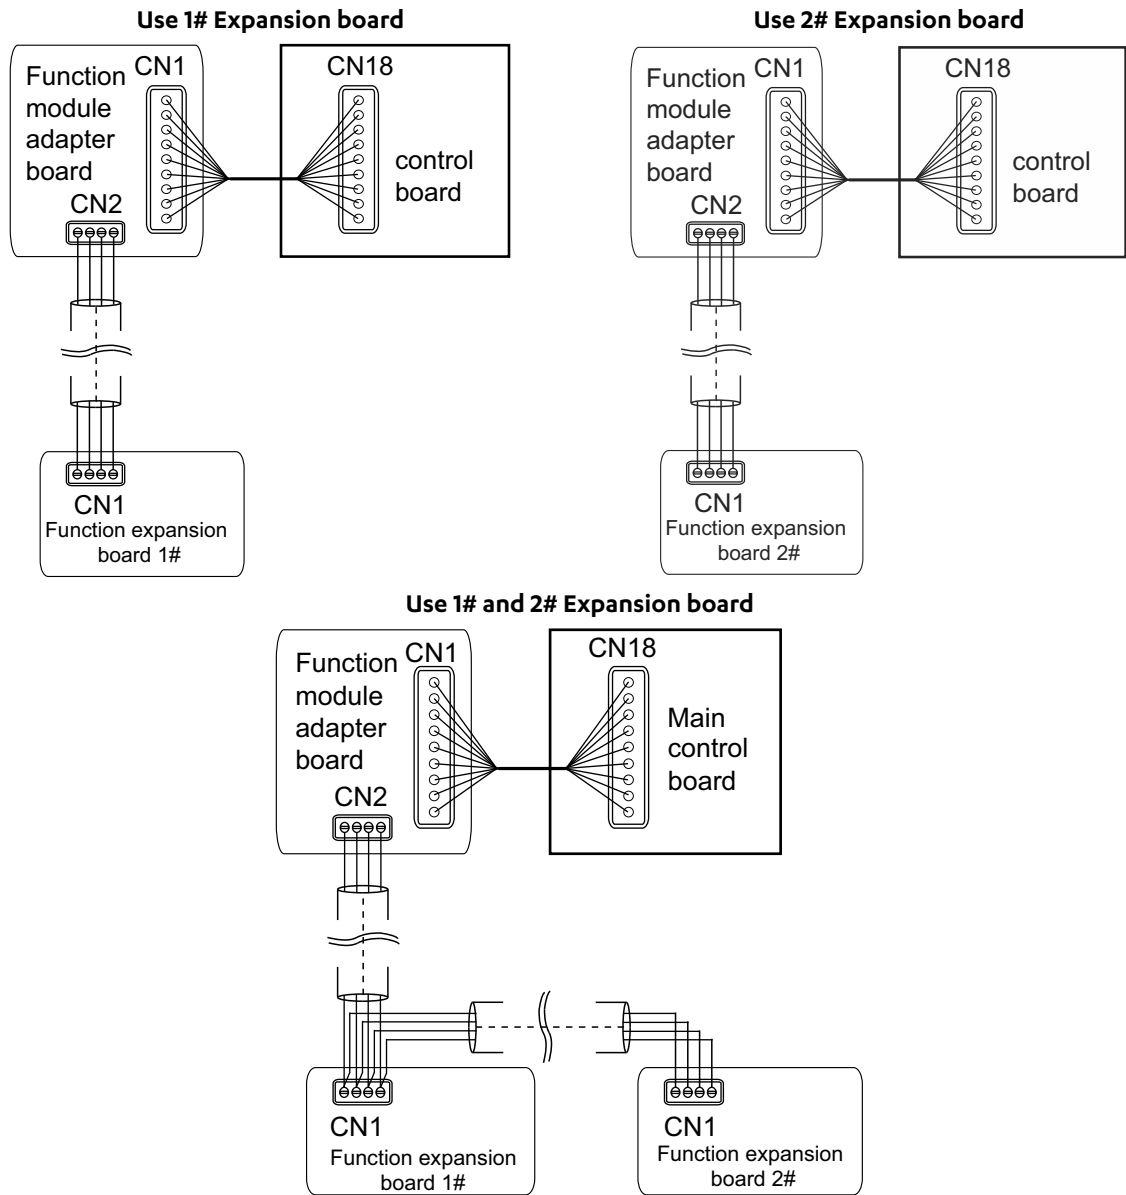 Use 1# Expansion board
Function
module
adapter
board
CN1
CN2
CN18
control
board
CN1
Function expansion
board 1#
Use 2# Expansion board
Function
module
adapter
board
CN1
CN2
CN18
control
board
CN1
Function expansion
board 2#
Use 1# and 2# Expansion board
Function
module
adapter
board
CN1
CN2
CN18
Main
control
board
CN1
Function expansion
board 1#
CN1
Function expansion
board 2#